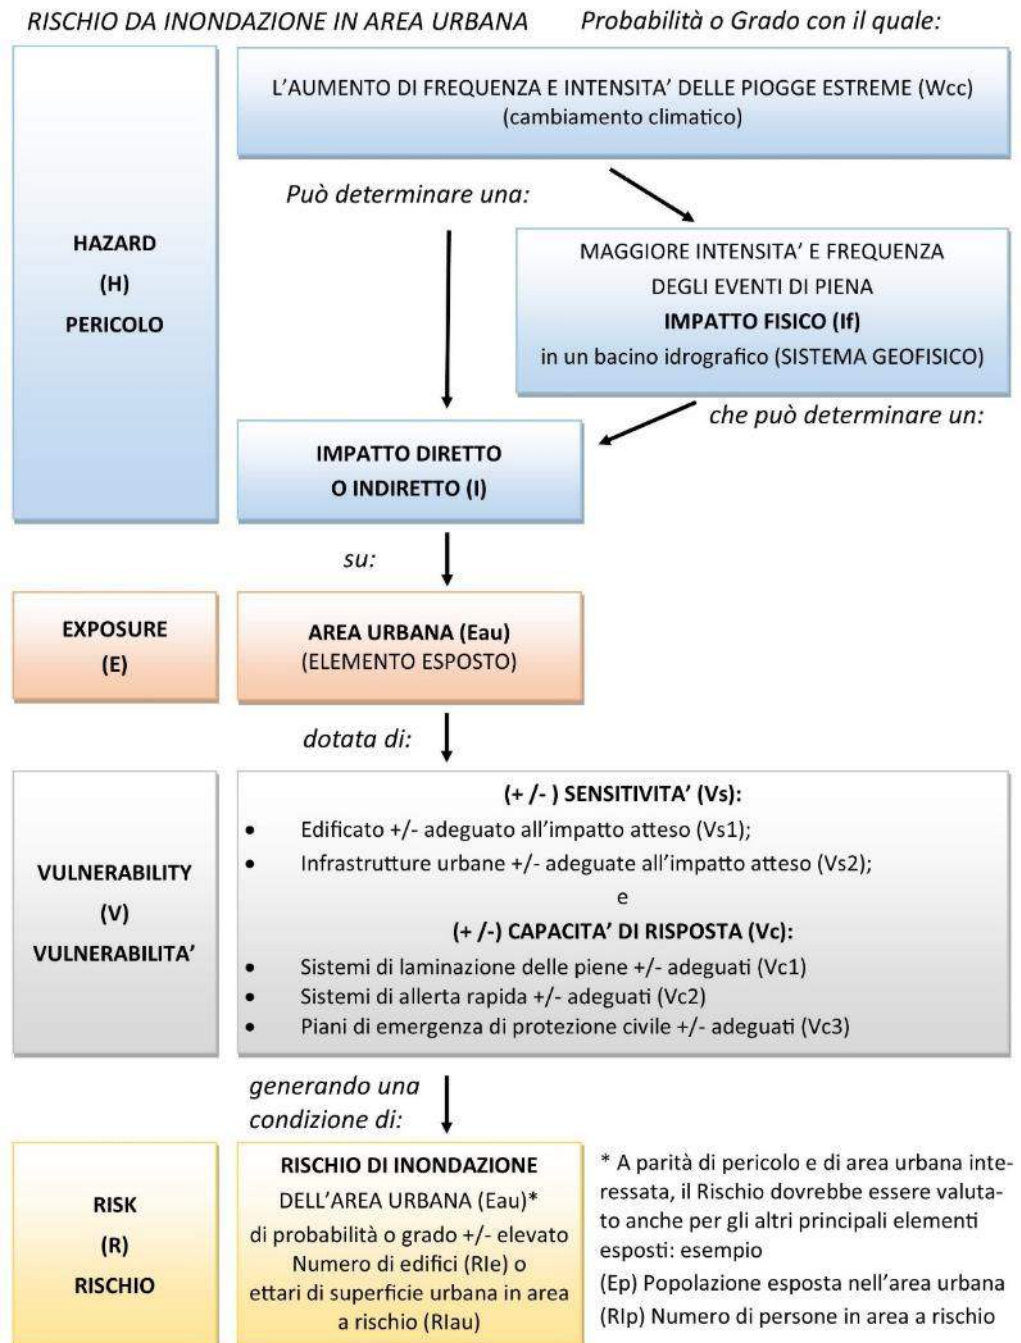 RISCHIO DA INONDAZIONE IN AREA URBANA
Probabilità o Grado con il quale:
L’AUMENTO DI FREQUENZA E INTENSITA’ DELLE PIOGGE ESTREME (Wcc)
(cambiamento climatico)
Può determinare una:
HAZARD
(H)
PERICOLO
MAGGIORE INTENSITA’ E FREQUENZA
DEGLI EVENTI DI PIENA
IMPATTO FISICO (If)
in un bacino idrografico (SISTEMA GEOFISICO)
che può determinare un:
IMPATTO DIRETTO
O INDIRETTO (I)
su:
EXPOSURE
(E)
AREA URBANA (Eau)
(ELEMENTO ESPOSTO)
dotata di:
VULNERABILITY
(V)
VULNERABILITA’
(+ /- ) SENSITIVITA’ (Vs):
• Edificato +/- adeguato all’impatto atteso (Vs1);
• Infrastrutture urbane +/- adeguate all’impatto atteso (Vs2);
e
(+ /-) CAPACITA’ DI RISPOSTA (Vc):
• Sistemi di laminazione delle piene +/- adeguati (Vc1)
• Sistemi di allerta rapida +/- adeguati (Vc2)
• Piani di emergenza di protezione civile +/- adeguati (Vc3)
generando una
condizione di:
RISK
(R)
RISCHIO
RISCHIO DI INONDAZIONE
DELL’AREA URBANA (Eau)*
di probabilità o grado +/- elevato
Numero di edifici (RIe) o
ettari di superficie urbana in area
a rischio (RIau)
* A parità di pericolo e di area urbana inte-
ressata, il Rischio dovrebbe essere valuta-
to anche per gli altri principali elementi
esposti: esempio
(Ep) Popolazione esposta nell’area urbana
(RIp) Numero di persone in area a rischio